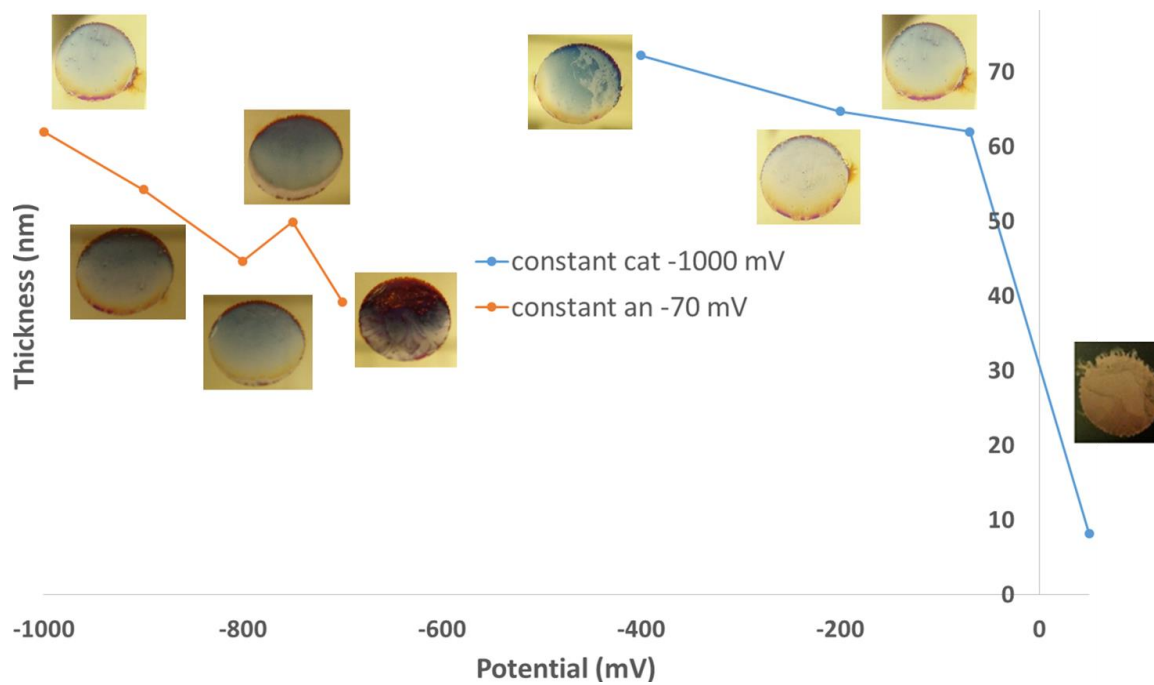 70
60
50
40
30
20
10
0
Thickness (nm)
constant cat -1000 mV
constant an -70 mV
-1000 -800 -600 -400 -200 0
Potential (mV)